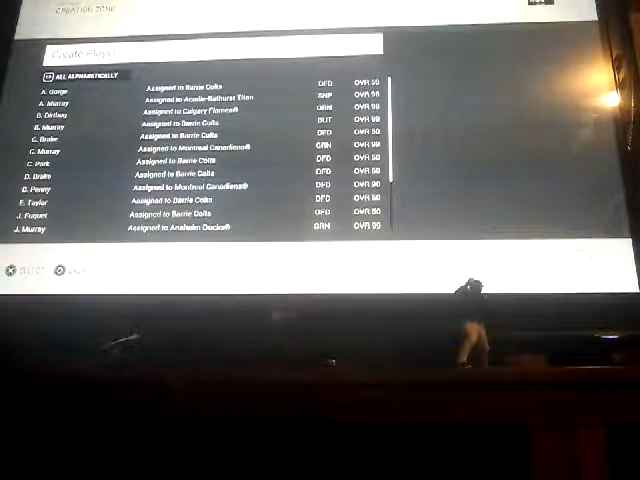 CREATION ZONE
Create Player
ALL ALPHABETICALLY
A. Gorge Assigned to Barrie Colts DFD OVR 50
A. Murray Assigned to Acadie-Bathurst Titan SNP OVR 99
Assigned to Calgary Flames® GRN OVR 99
B. Murray Assigned to Barrie Colts BUT OVR 99
C. Brake Assigned to Barrie Colts DFD OVR 50
C. Murray Assigned to Montreal Canadiens® GRN OVR 99
C. Park Assigned to Barrie Colts DFD OVR 50
D. Brake Assigned to Barrie Colts DFD OVR 50
D. Penny Assigned to Montreal Canadiens® DFD OVR 90
E. Taylor Assigned to Barrie Colts DFD OVR 50
J. Fuquet Assigned to Barrie Colts DFD OVR 50
J. Murray Assigned to Anaheim Ducks® GRN OVR 99
SELECT EXIT